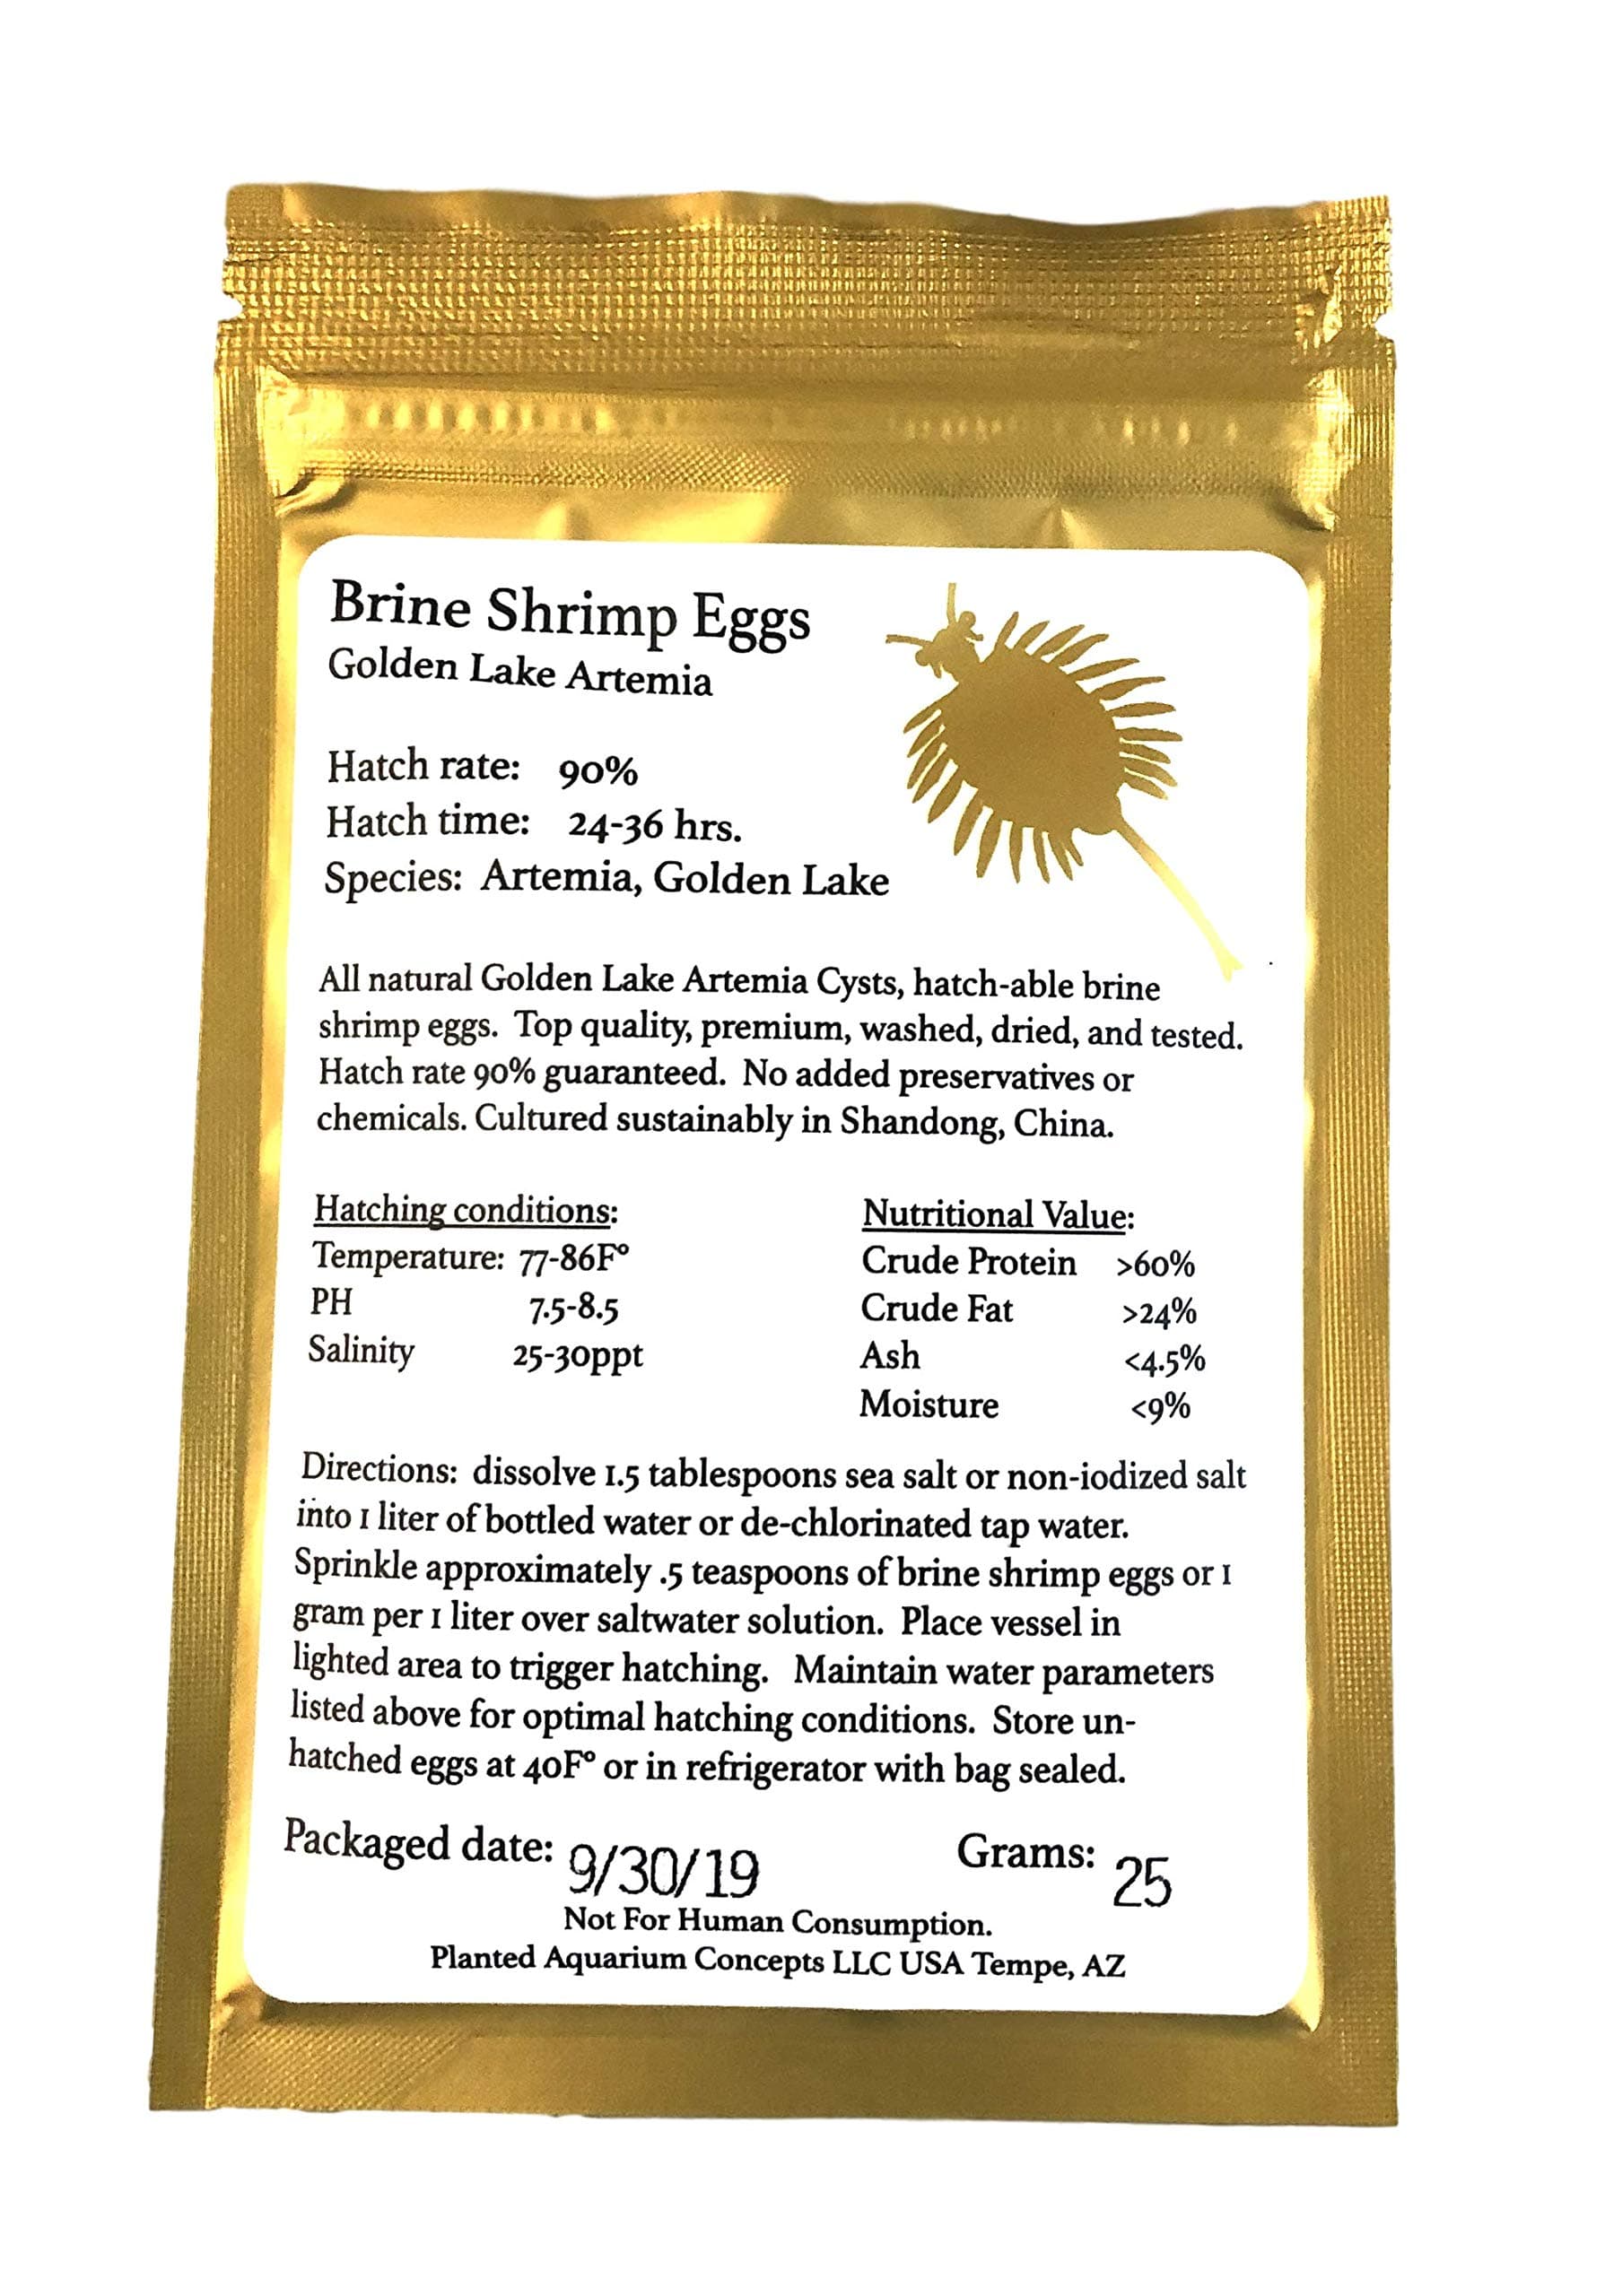 Brine Shrimp Eggs
Golden Lake Artemia
Hatch rate: 90%
Hatch time: 24-36 hrs.
Species: Artemia, Golden Lake
All natural Golden Lake Artemia Cysts, hatch-able brine
shrimp eggs. Top quality, premium, washed, dried, and tested.
Hatch rate 90% guaranteed. No added preservatives or
chemicals. Cultured sustainably in Shandong, China.
Hatching conditions:
Temperature: 77-86F°
PH 7.5-8.5
Salinity 25-30ppt
Nutritional Value:
Crude Protein >60%
Crude Fat >24%
Ash <4.5%
Moisture <9%
Directions: dissolve 1.5 tablespoons sea salt or non-iodized salt
into 1 liter of bottled water or de-chlorinated tap water.
Sprinkle approximately .5 teaspoons of brine shrimp eggs or 1
gram per 1 liter over saltwater solution. Place vessel in
lighted area to trigger hatching. Maintain water parameters
listed above for optimal hatching conditions. Store un-
hatched eggs at 40F° or in refrigerator with bag sealed.
Packaged date: 9/30/19 Grams: 25
Not For Human Consumption.
Planted Aquarium Concepts LLC USA Tempe, AZ